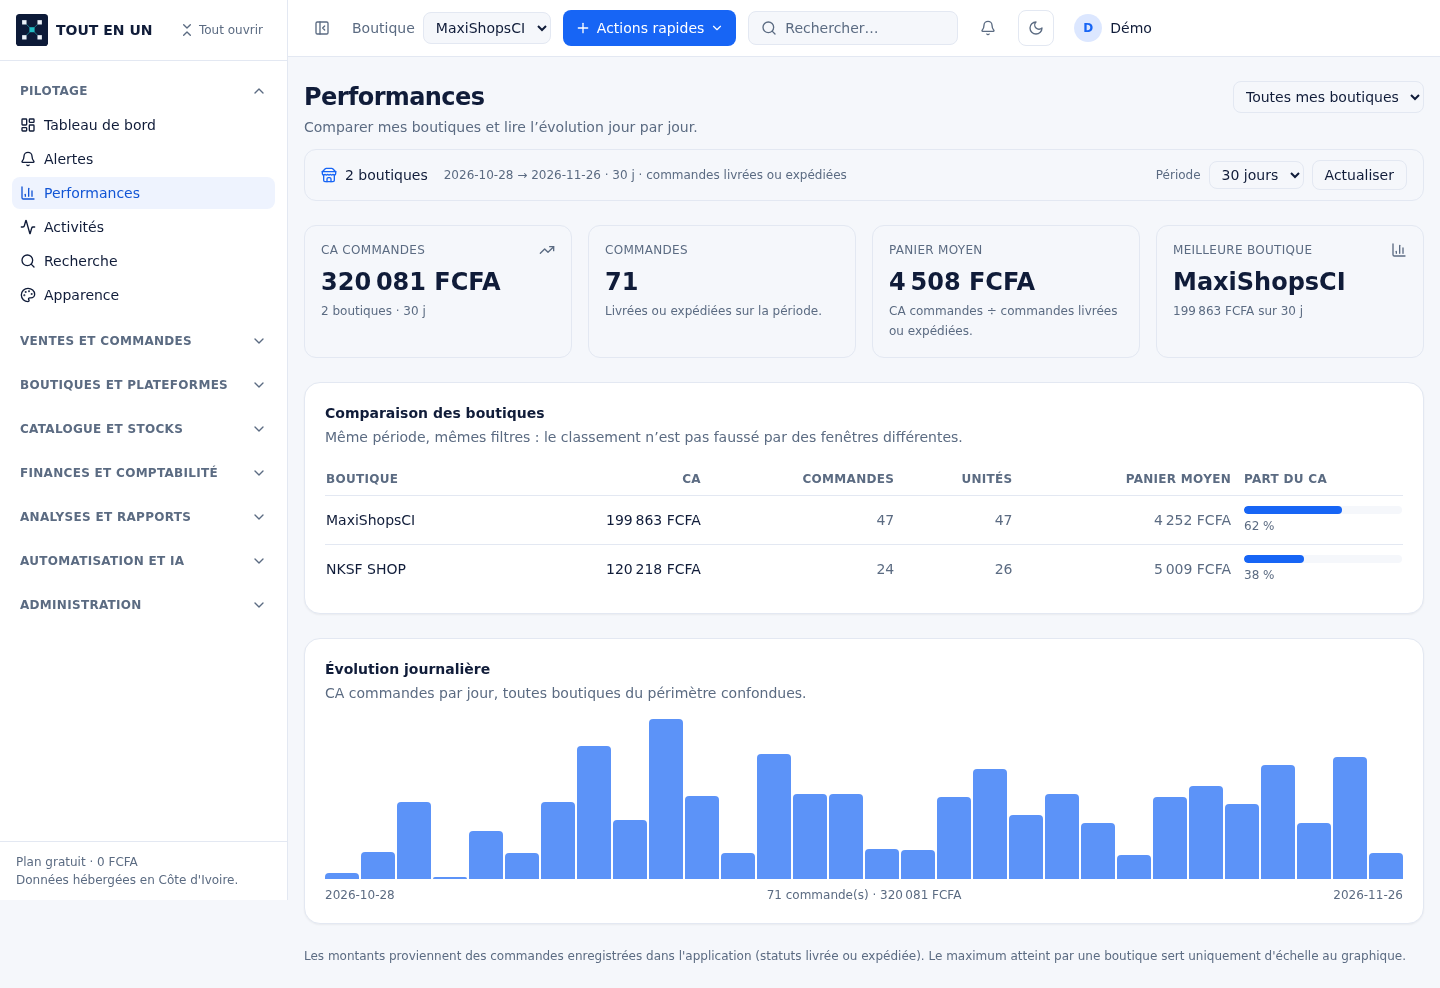 TOUT EN UN
Tout ouvrir
PILOTAGE
Tableau de bord
Alertes
Performances
Activités
Recherche
Apparence
VENTES ET COMMANDES
BOUTIQUES ET PLATEFORMES
CATALOGUE ET STOCKS
FINANCES ET COMPTABILITÉ
ANALYSES ET RAPPORTS
AUTOMATISATION ET IA
ADMINISTRATION
Plan gratuit · 0 FCFA
Données hébergées en Côte d'Ivoire.
Boutique MaxiShopsCI Actions rapides Rechercher… D Démo
Performances
Toutes mes boutiques
Comparer mes boutiques et lire l’évolution jour par jour.
2 boutiques 2026-10-28 → 2026-11-26 · 30 j · commandes livrées ou expédiées Période 30 jours Actualiser
CA COMMANDES
320 081 FCFA
2 boutiques · 30 j
COMMANDES
71
Livrées ou expédiées sur la période.
PANIER MOYEN
4 508 FCFA
CA commandes ÷ commandes livrées
ou expédiées.
MEILLEURE BOUTIQUE
MaxiShopsCI
199 863 FCFA sur 30 j
Comparaison des boutiques
Même période, mêmes filtres : le classement n’est pas faussé par des fenêtres différentes.
BOUTIQUE CA COMMANDES UNITÉS PANIER MOYEN PART DU CA
MaxiShopsCI 199 863 FCFA 47 47 4 252 FCFA 62 %
NKSF SHOP 120 218 FCFA 24 26 5 009 FCFA 38 %
Évolution journalière
CA commandes par jour, toutes boutiques du périmètre confondues.
2026-10-28 71 commande(s) · 320 081 FCFA 2026-11-26
Les montants proviennent des commandes enregistrées dans l'application (statuts livrée ou expédiée). Le maximum atteint par une boutique sert uniquement d'échelle au graphique.